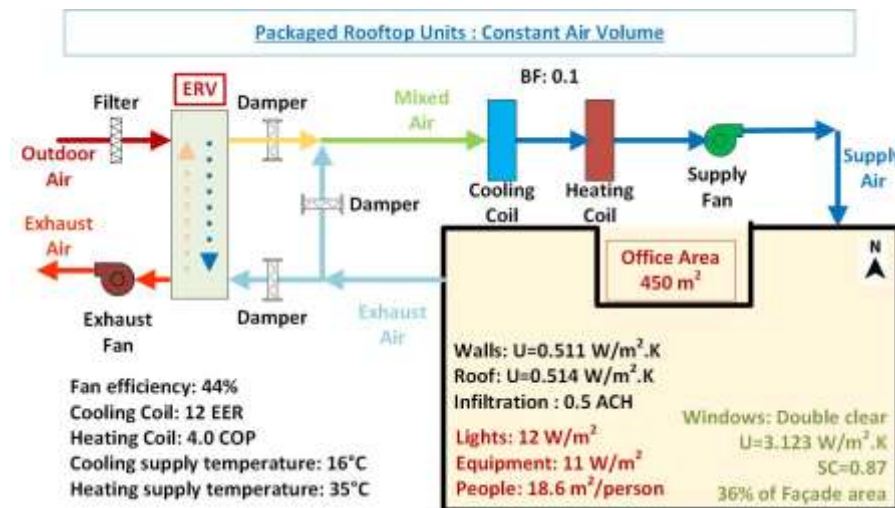 Packaged Rooftop Units : Constant Air Volume
BF: 0.1
Filter
ERV
Damper
Mixed
Air
Outdoor
Air
Cooling
Coil
Heating
Coil
Supply
Fan
Supply
Air
Damper
Exhaust
Air
Exhaust
Fan
Damper
Exhaust
Air
Office Area
450 m²
N
Walls: U=0.511 W/m².K
Roof: U=0.514 W/m².K
Infiltration : 0.5 ACH
Lights: 12 W/m²
Equipment: 11 W/m²
People: 18.6 m²/person
Windows: Double clear
U=3.123 W/m².K
SC=0.87
36% of Façade area
Fan efficiency: 44%
Cooling Coil: 12 EER
Heating Coil: 4.0 COP
Cooling supply temperature: 16°C
Heating supply temperature: 35°C